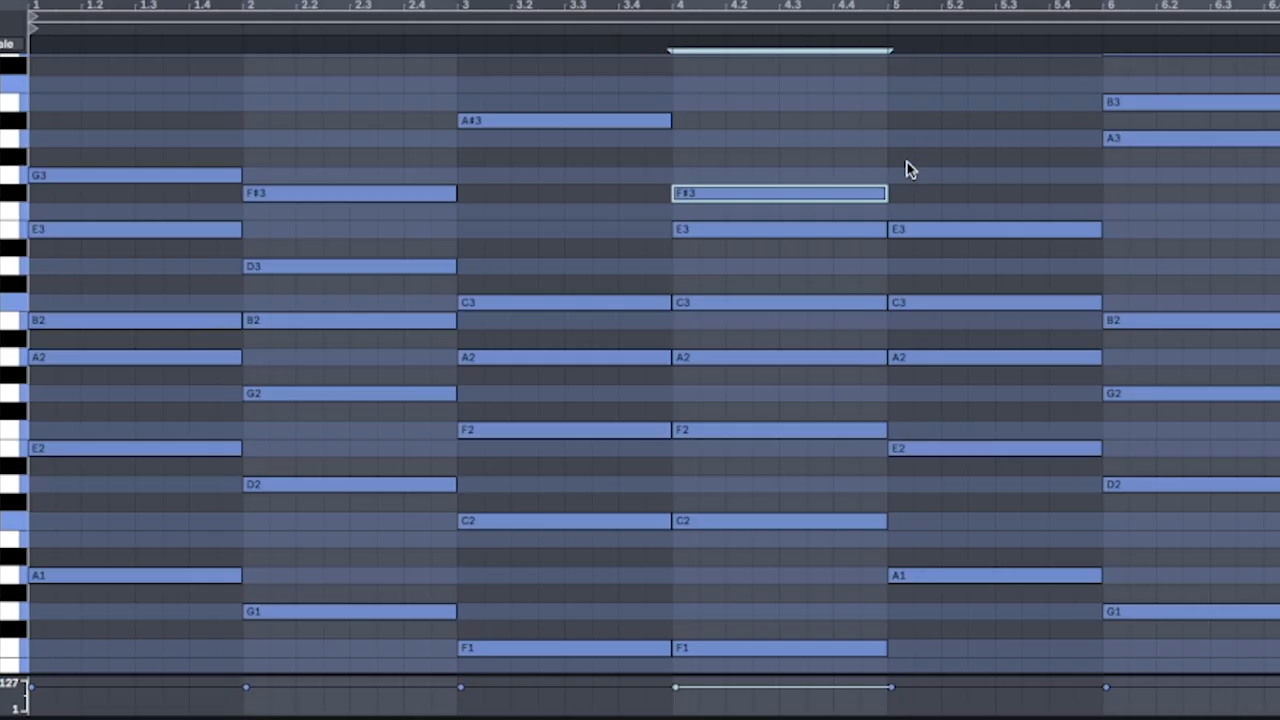 1 1.2 1.3 1.4 2 2.2 2.3 2.4 3 3.2 3.3 3.4 4 4.2 4.3 4.4 5 5.2 5.3 5.4 6 6.2 6.3
ale
B3
A♯3
A3
G3
F♯3 F♯3
E3 E3 E3
D3
C3 C3 C3
B2 B2 B2
A2 A2 A2 A2
G2 G2
F2 F2
E2 E2
D2 D2
C2 C2
A1 A1
G1 G1
F1 F1
127
1